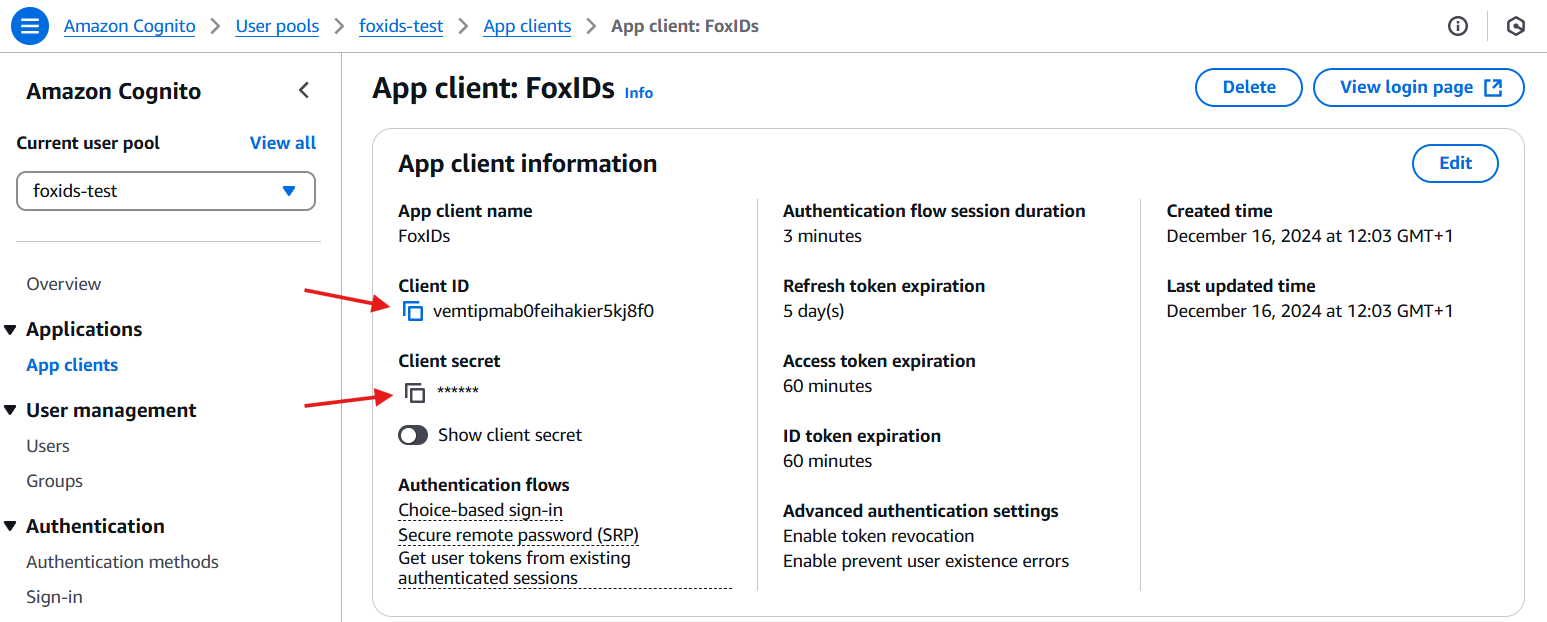 Amazon Cognito > User pools > foxids-test > App clients > App client: FoxIDs
Amazon Cognito
Current user pool
View all
foxids-test
Overview
Applications
App clients
User management
Users
Groups
Authentication
Authentication methods
Sign-in
App client: FoxIDs Info
Delete
View login page
App client information
Edit
App client name
FoxIDs
Client ID
vemtipmab0feihakier5kj8f0
Client secret
******
Show client secret
Authentication flows
Choice-based sign-in
Secure remote password (SRP)
Get user tokens from existing
authenticated sessions
Authentication flow session duration
3 minutes
Refresh token expiration
5 day(s)
Access token expiration
60 minutes
ID token expiration
60 minutes
Advanced authentication settings
Enable token revocation
Enable prevent user existence errors
Created time
December 16, 2024 at 12:03 GMT+1
Last updated time
December 16, 2024 at 12:03 GMT+1